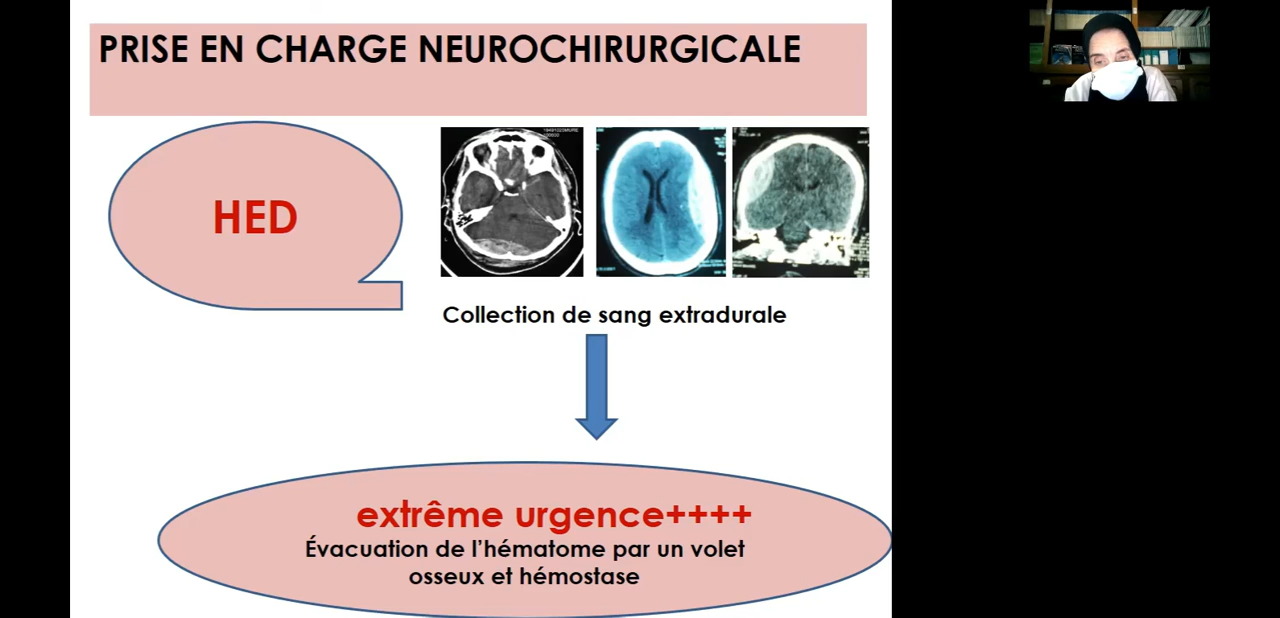 PRISE EN CHARGE NEUROCHIRURGICALE
HED
Collection de sang extradurale
extrême urgence++++
Évacuation de l'hématome par un volet
osseux et hémostase